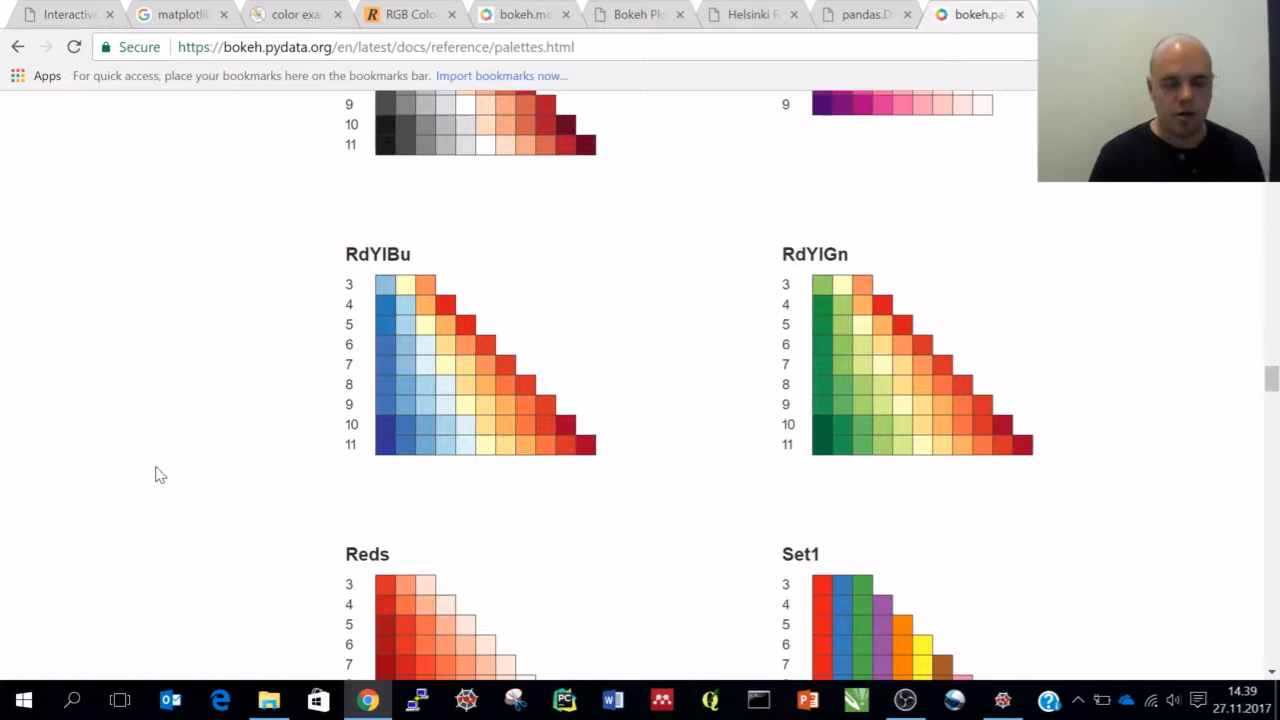 Interactiv
matplotlil
color exa
RGB Colo
bokeh.mo
Bokeh Plo
Helsinki R
pandas.D
bokeh.pa
Secure
https://bokeh.pydata.org/en/latest/docs/reference/palettes.html
Apps
For quick access, place your bookmarks here on the bookmarks bar. Import bookmarks now...
9
10
11
9
RdYlBu
3
4
5
6
7
8
9
10
11
RdYlGn
3
4
5
6
7
8
9
10
11
Reds
3
4
5
6
7
Set1
3
4
5
6
7
14.39
27.11.2017